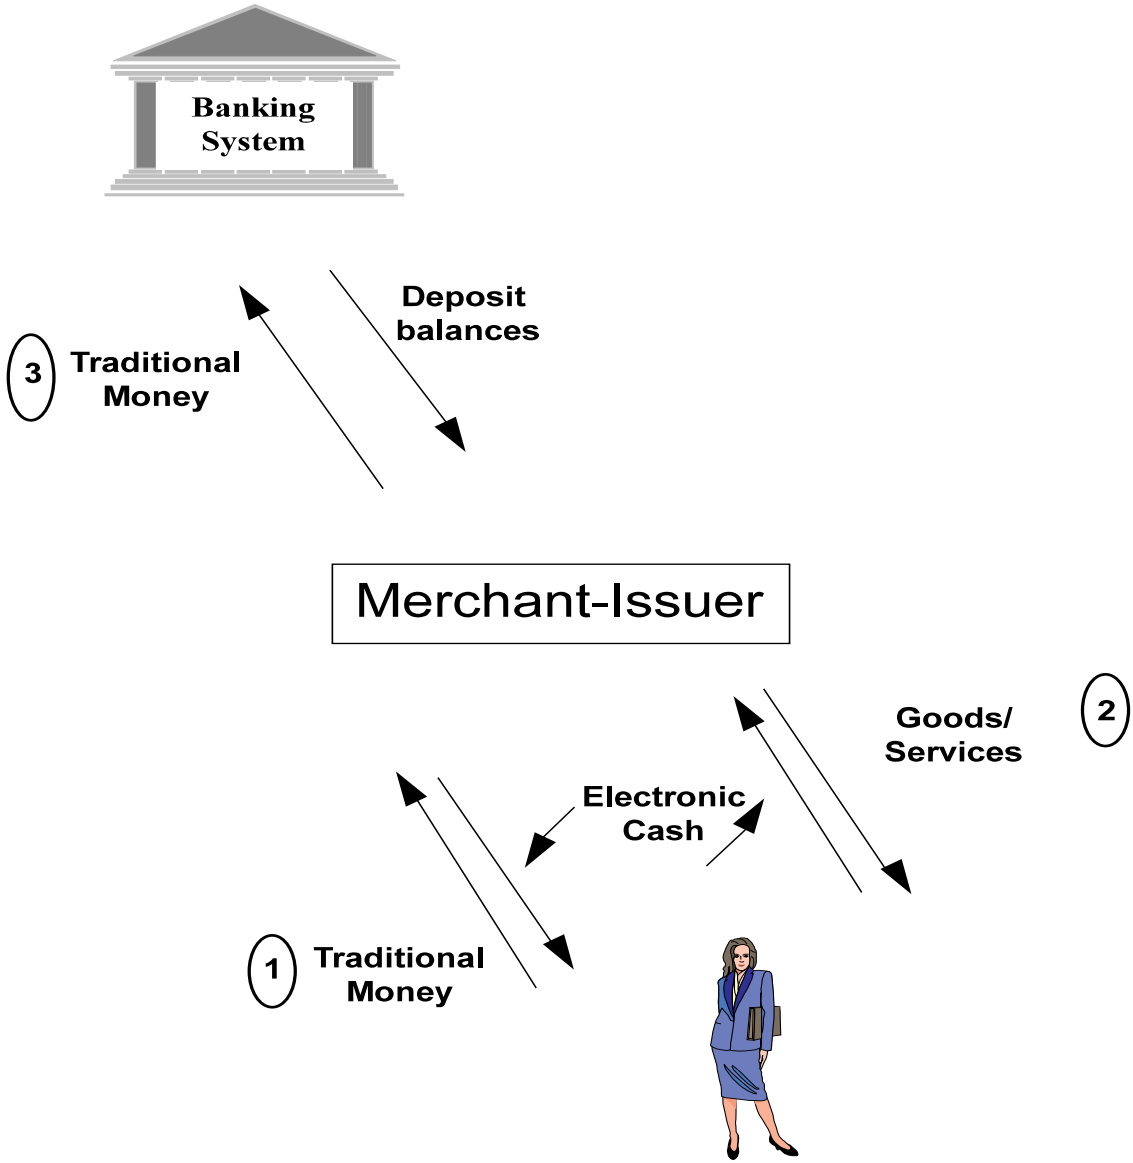 Banking
System
Deposit
balances
3
Traditional
Money
Merchant-Issuer
Goods/
Services
2
Electronic
Cash
1
Traditional
Money